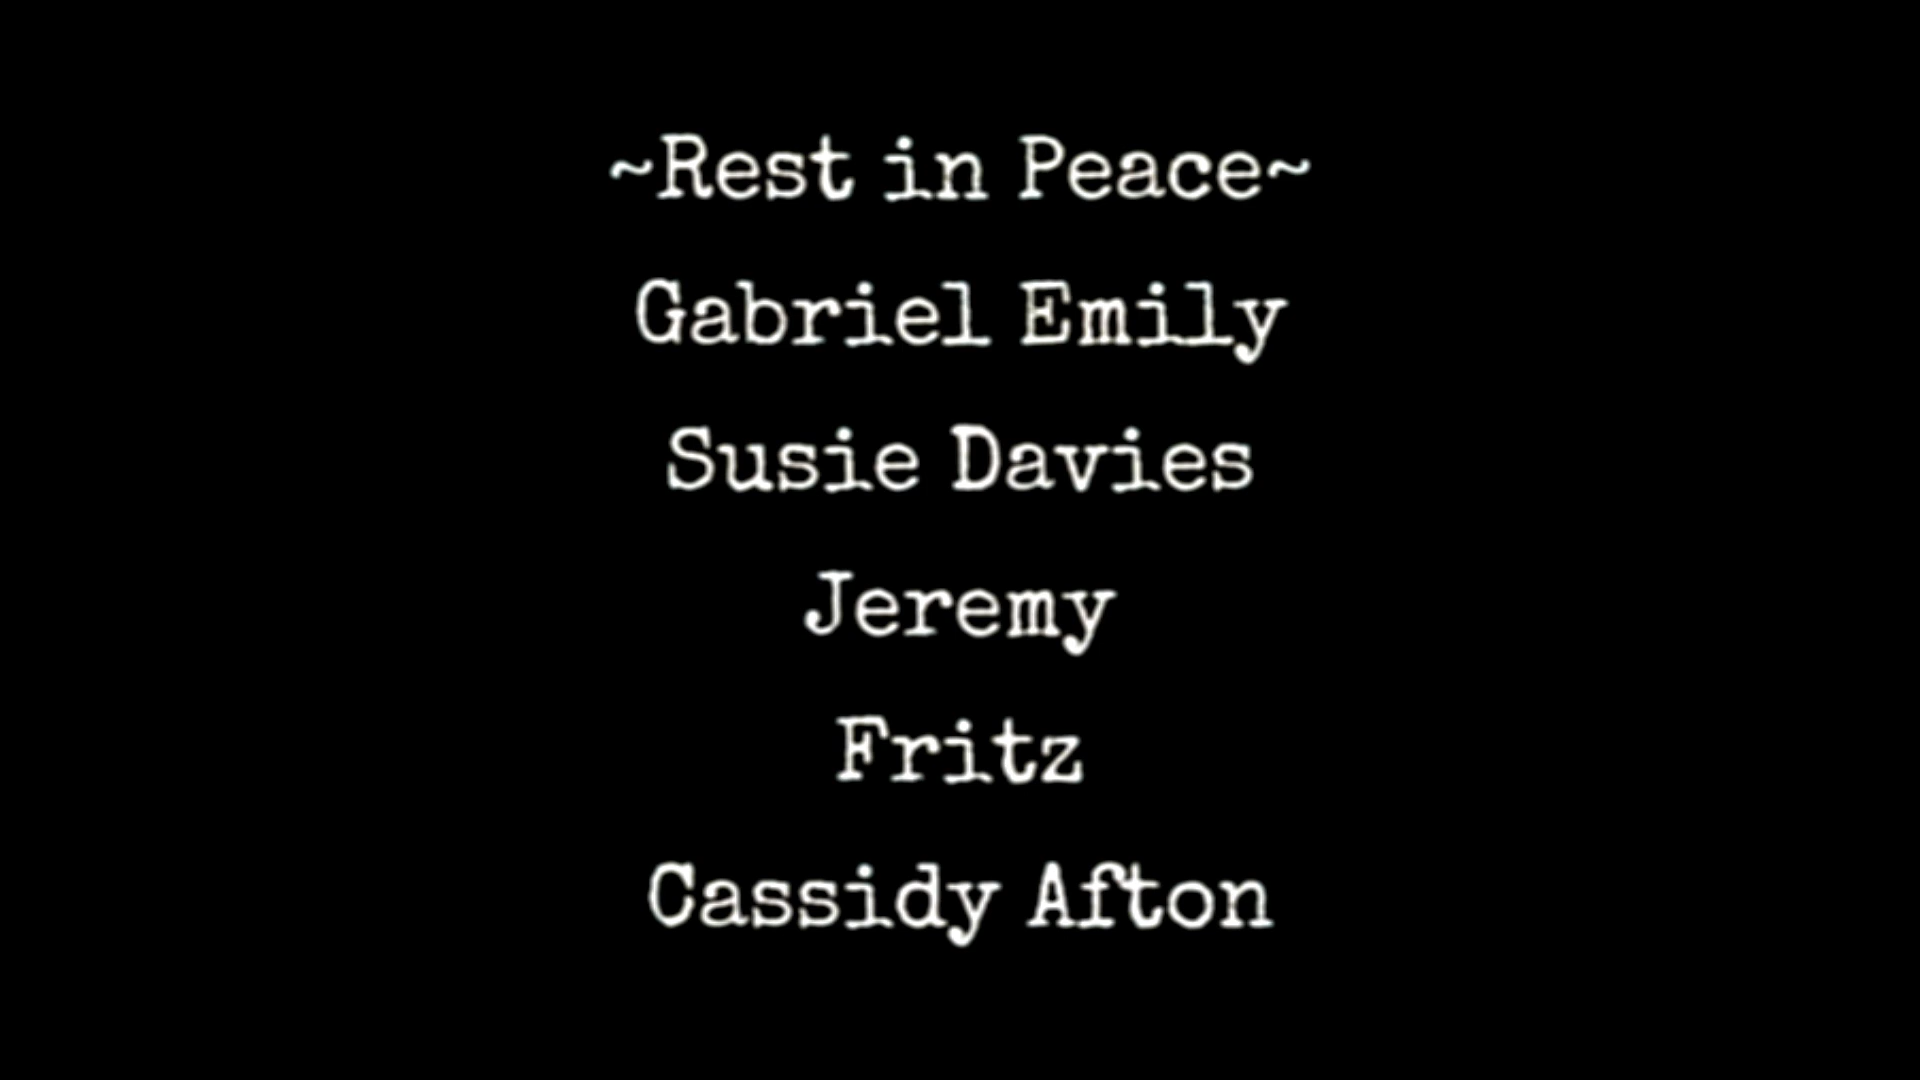 ~Rest in Peace~
Gabriel Emily
Susie Davies
Jeremy
Fritz
Cassidy Afton